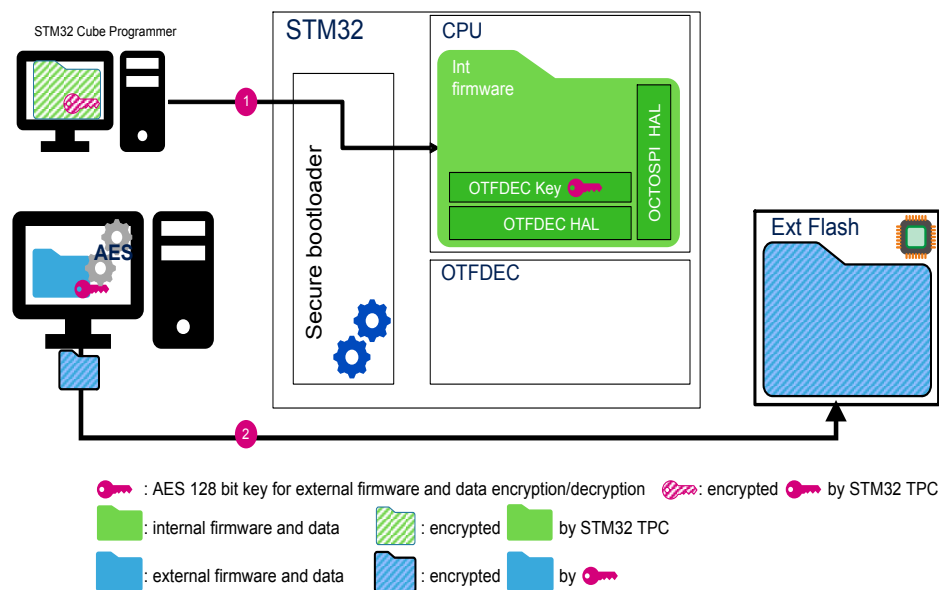 STM32 Cube Programmer
STM32
CPU
Int
firmware
1
Secure bootloader
OCTOSPI HAL
OTFDEC Key
OTFDEC HAL
AES
OTFDEC
Ext Flash
2
: AES 128 bit key for external firmware and data encryption/decryption : encrypted by STM32 TPC
: internal firmware and data : encrypted by STM32 TPC
: external firmware and data : encrypted by